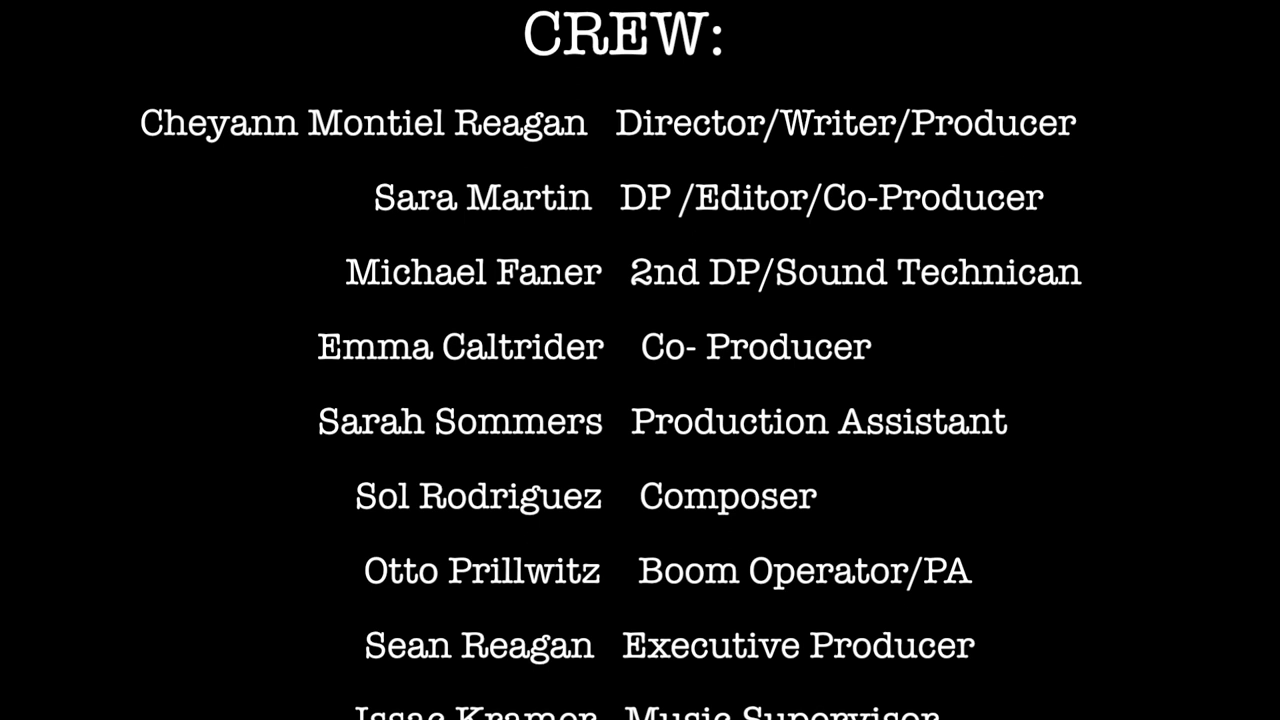 CREW:
Cheyann Montiel Reagan Director/Writer/Producer
Sara Martin DP /Editor/Co-Producer
Michael Faner 2nd DP/Sound Technican
Emma Caltrider Co- Producer
Sarah Sommers Production Assistant
Sol Rodriguez Composer
Otto Prillwitz Boom Operator/PA
Sean Reagan Executive Producer
Issac Kramer Music Supervisor